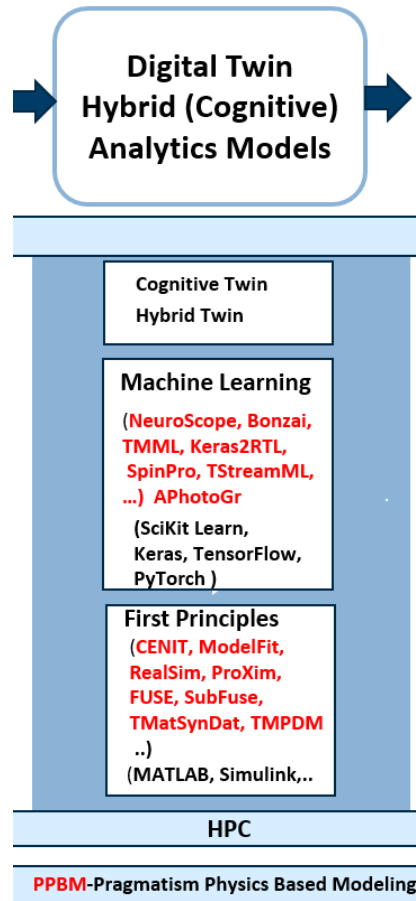 Digital Twin
Hybrid (Cognitive)
Analytics Models
Cognitive Twin
Hybrid Twin
Machine Learning
(NeuroScope, Bonzai,
TMML, Keras2RTL,
SpinPro, TStreamML,
...) APhotoGr
(SciKit Learn,
Keras, TensorFlow,
PyTorch )
First Principles
(CENIT, ModelFit,
RealSim, ProXim,
FUSE, SubFuse,
TMatSynDat, TMPDM
..)
(MATLAB, Simulink,..
HPC
PPBM-Pragmatism Physics Based Modeling